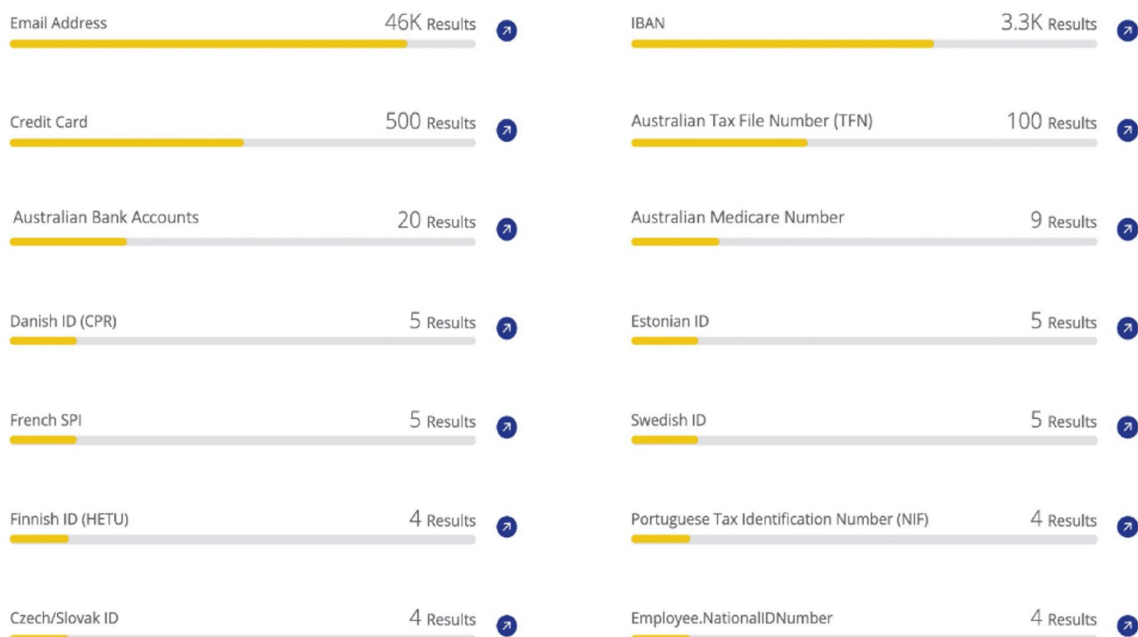 Email Address 46K Results
IBAN 3.3K Results
Credit Card 500 Results
Australian Tax File Number (TFN) 100 Results
Australian Bank Accounts 20 Results
Australian Medicare Number 9 Results
Danish ID (CPR) 5 Results
Estonian ID 5 Results
French SPI 5 Results
Swedish ID 5 Results
Finnish ID (HETU) 4 Results
Portuguese Tax Identification Number (NIF) 4 Results
Czech/Slovak ID 4 Results
Employee.NationalIDNumber 4 Results